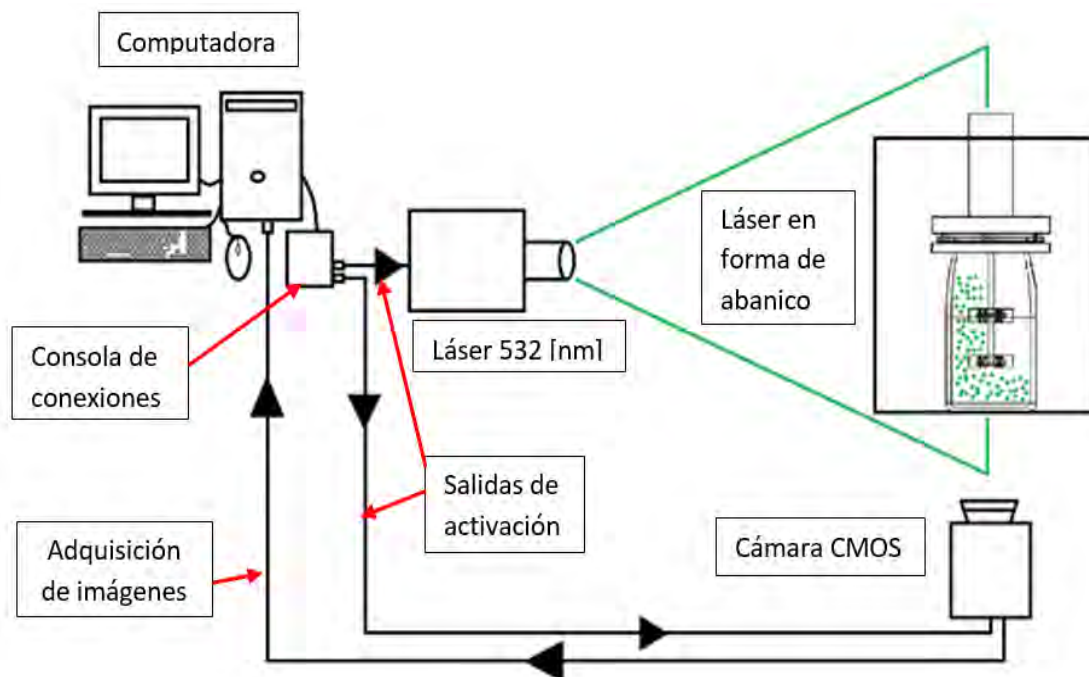 Computadora
Láser en
forma de
abanico
Láser 532 [nm]
Consola de
conexiones
Salidas de
activación
Cámara CMOS
Adquisición
de imágenes